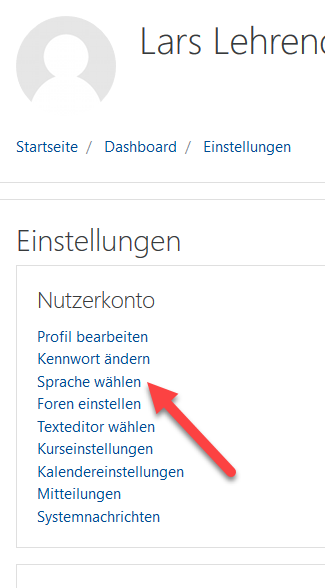 Lars Lehrend
Startseite / Dashboard / Einstellungen
Einstellungen
Nutzerkonto
Profil bearbeiten
Kennwort ändern
Sprache wählen
Foren einstellen
Texteditor wählen
Kurseinstellungen
Kalendereinstellungen
Mitteilungen
Systemnachrichten